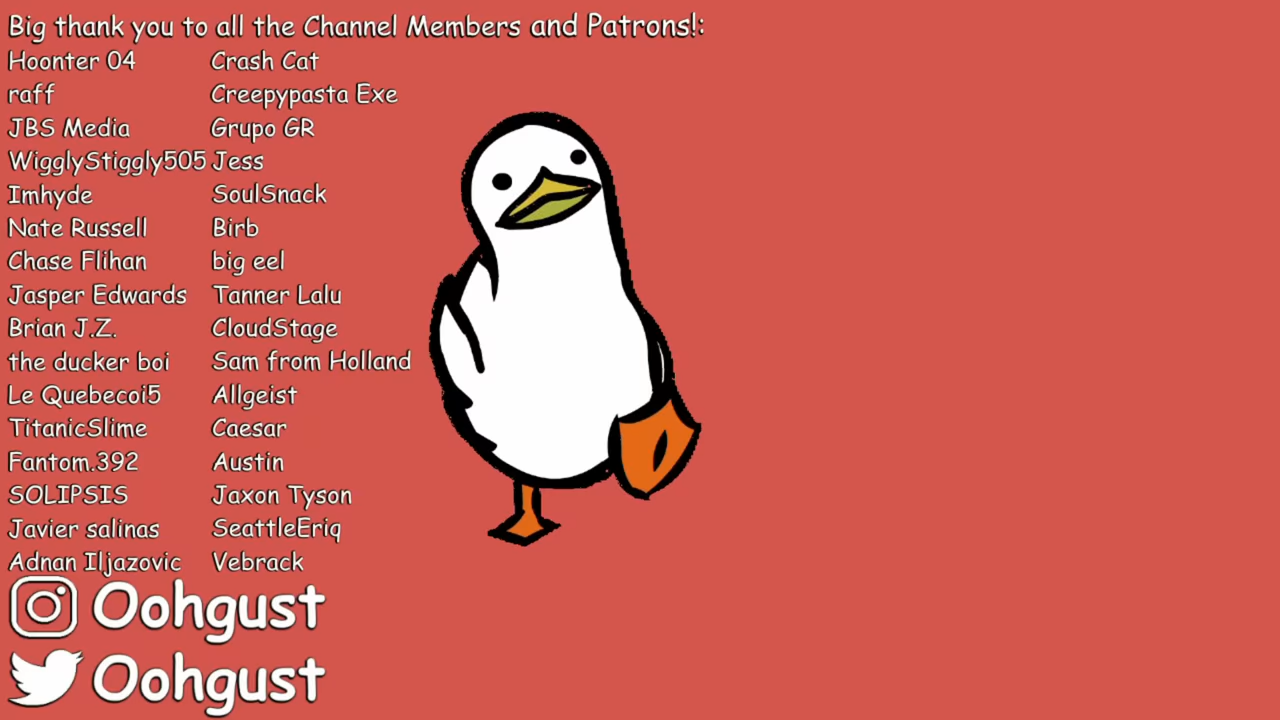 Big thank you to all the Channel Members and Patrons!:
Hoonter 04
raff
JBS Media
WigglyStiggly505
Imhyde
Nate Russell
Chase Flihan
Jasper Edwards
Brian J.Z.
the ducker boi
Le Quebecoi5
TitanicSlime
Fantom.392
SOLIPSIS
Javier salinas
Adnan Iljazovic
Crash Cat
Creepypasta Exe
Grupo GR
Jess
SoulSnack
Birb
big eel
Tanner Lalu
CloudStage
Sam from Holland
Allgeist
Caesar
Austin
Jaxon Tyson
SeattleEriq
Vebrack
Oohgust
Oohgust